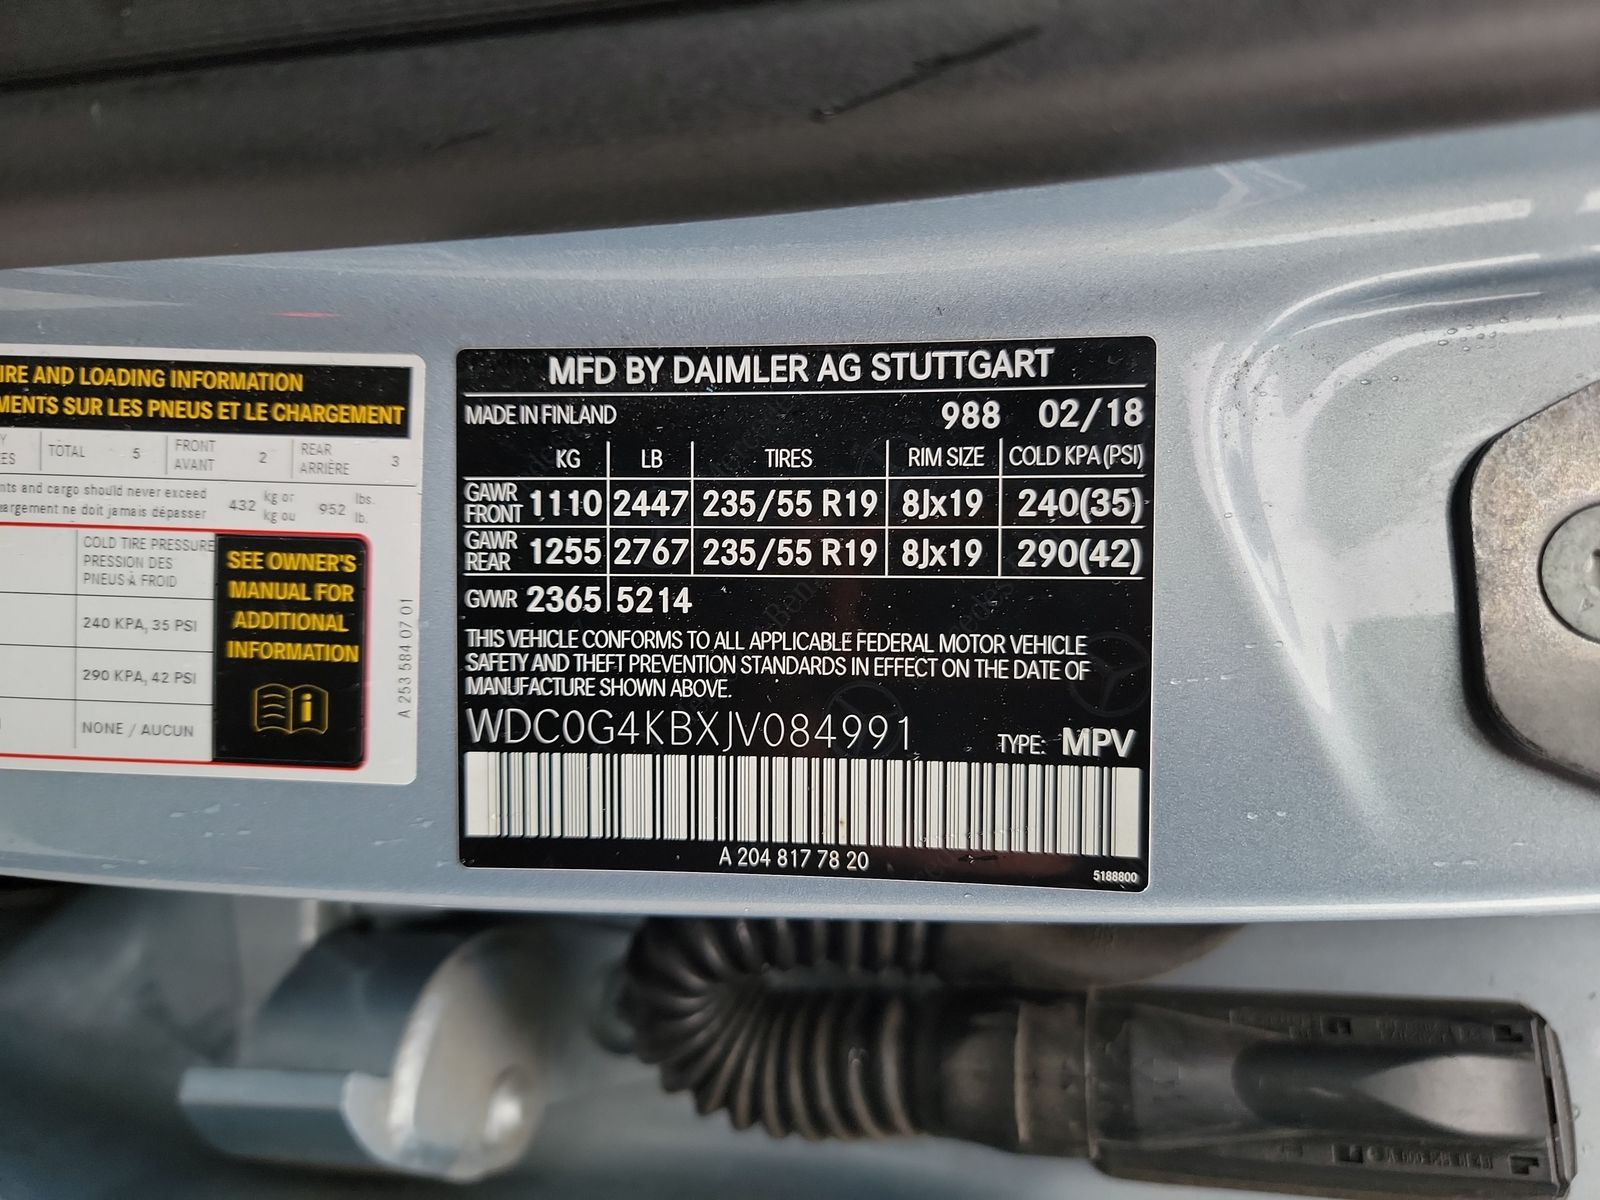 IRE AND LOADING INFORMATION
MENTS SUR LES PNEUS ET LE CHARGEMENT
TOTAL 5 FRONT AVANT 2 REAR ARRIÈRE 3
nts and cargo should never exceed
argement ne doit jamais dépasser
432 kg or kg ou 952 lbs. lb.
COLD TIRE PRESSURE
PRESSION DES
PNEUS À FROID
240 KPA, 35 PSI
290 KPA, 42 PSI
NONE / AUCUN
SEE OWNER'S
MANUAL FOR
ADDITIONAL
INFORMATION
A 253 584 07 01
MFD BY DAIMLER AG STUTTGART
MADE IN FINLAND 988 02/18
KG LB TIRES RIM SIZE COLD KPA(PSI)
GAWR FRONT 1110 2447 235/55 R19 8Jx19 240(35)
GAWR REAR 1255 2767 235/55 R19 8Jx19 290(42)
GVWR 2365 5214
THIS VEHICLE CONFORMS TO ALL APPLICABLE FEDERAL MOTOR VEHICLE
SAFETY AND THEFT PREVENTION STANDARDS IN EFFECT ON THE DATE OF
MANUFACTURE SHOWN ABOVE.
WDC0G4KBXJV084991 TYPE: MPV
A 204 817 78 20
5188800